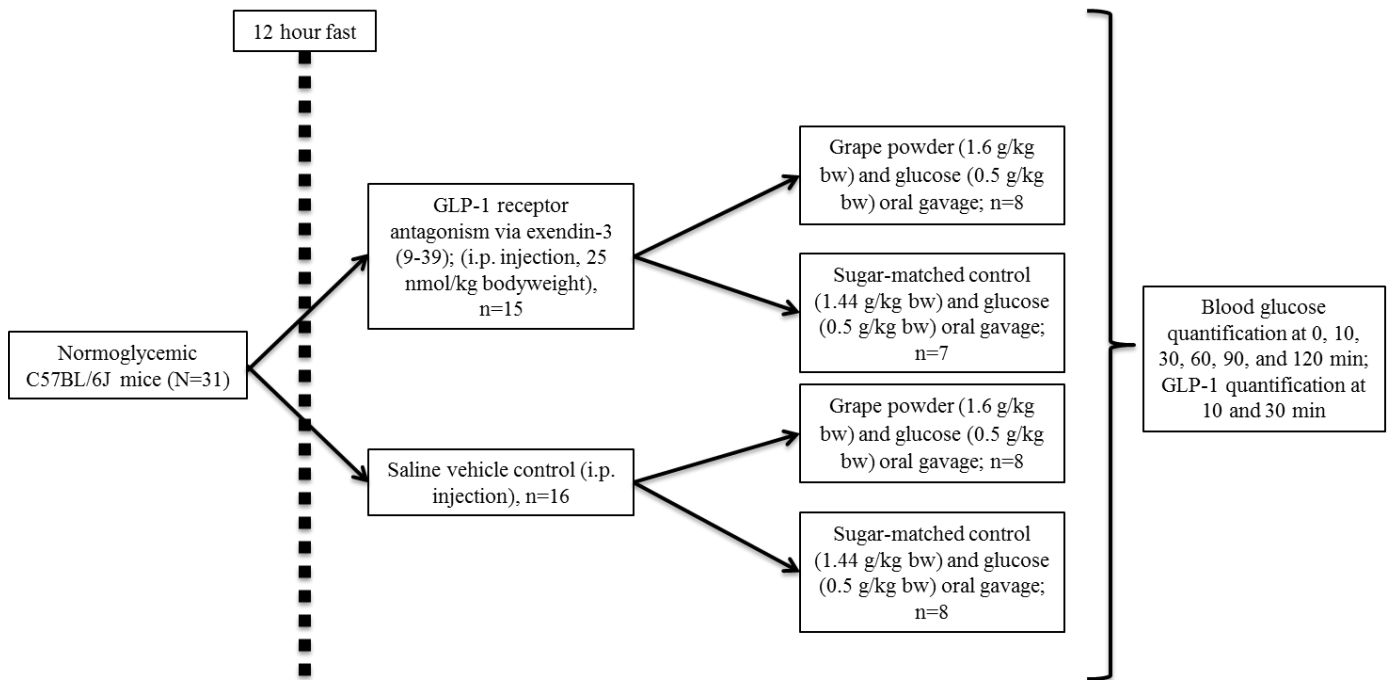 12 hour fast
Normoglycemic
C57BL/6J mice (N=31)
GLP-1 receptor
antagonism via exendin-3
(9-39); (i.p. injection, 25
nmol/kg bodyweight),
n=15
Saline vehicle control (i.p.
injection), n=16
Grape powder (1.6 g/kg
bw) and glucose (0.5 g/kg
bw) oral gavage; n=8
Sugar-matched control
(1.44 g/kg bw) and glucose
(0.5 g/kg bw) oral gavage;
n=7
Grape powder (1.6 g/kg
bw) and glucose (0.5 g/kg
bw) oral gavage; n=8
Sugar-matched control
(1.44 g/kg bw) and glucose
(0.5 g/kg bw) oral gavage;
n=8
Blood glucose
quantification at 0, 10,
30, 60, 90, and 120 min;
GLP-1 quantification at
10 and 30 min